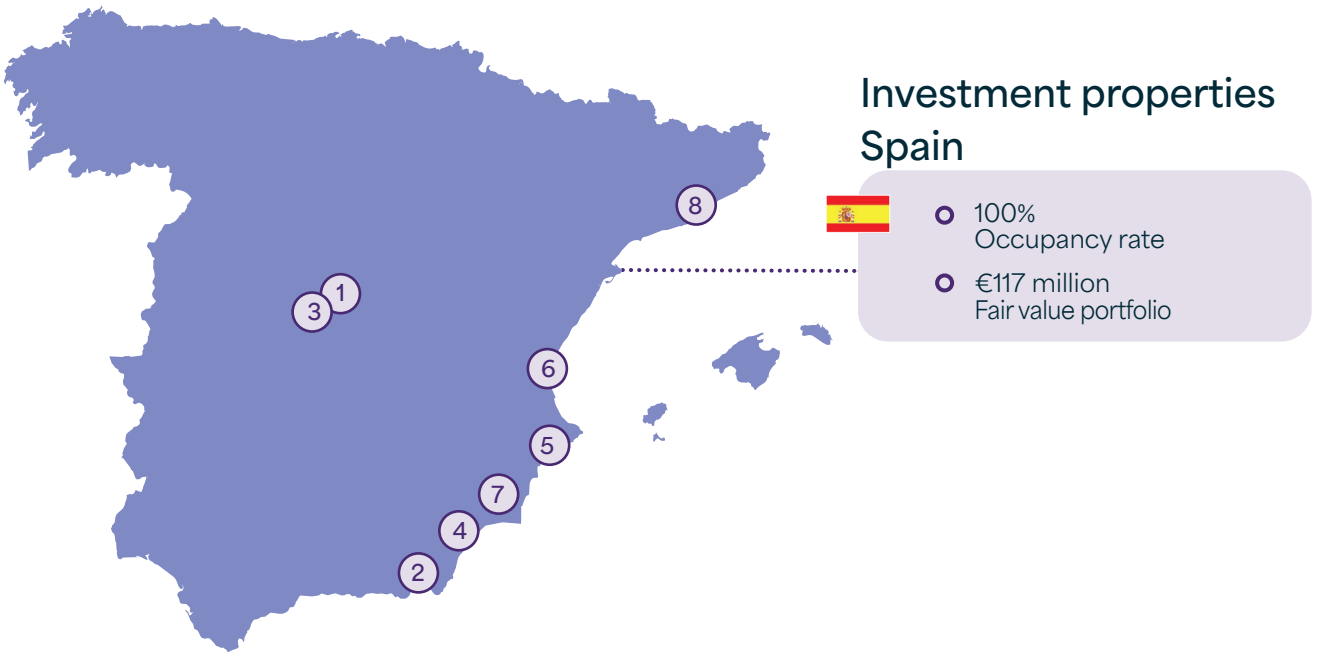 Investment properties
Spain
100%
Occupancy rate
€117 million
Fair value portfolio
8
1
3
6
5
7
4
2